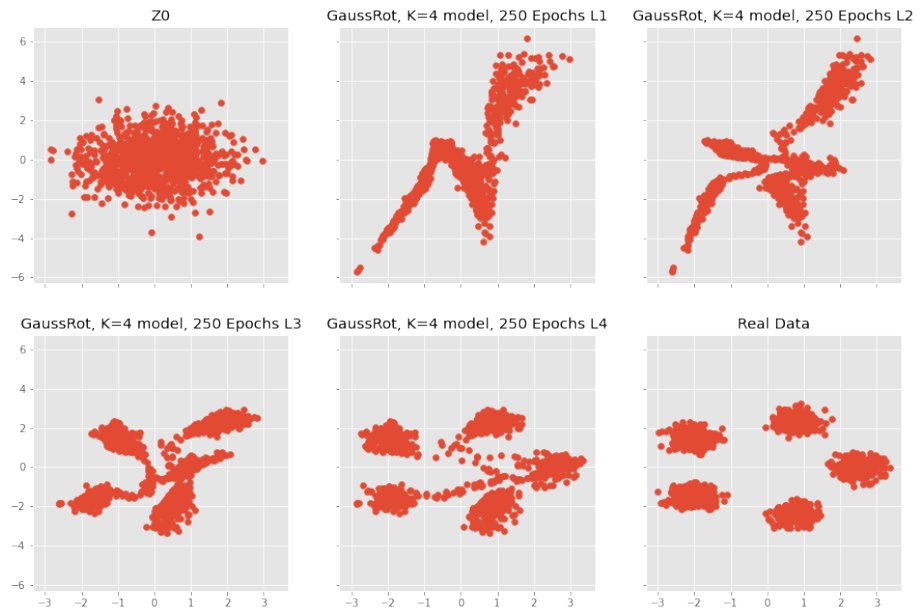 Z0
GaussRot, K=4 model, 250 Epochs L1
GaussRot, K=4 model, 250 Epochs L2
6
4
2
0
−2
−4
−6
GaussRot, K=4 model, 250 Epochs L3
GaussRot, K=4 model, 250 Epochs L4
Real Data
6
4
2
0
−2
−4
−6
−3 −2 −1 0 1 2 3
−3 −2 −1 0 1 2 3
−3 −2 −1 0 1 2 3